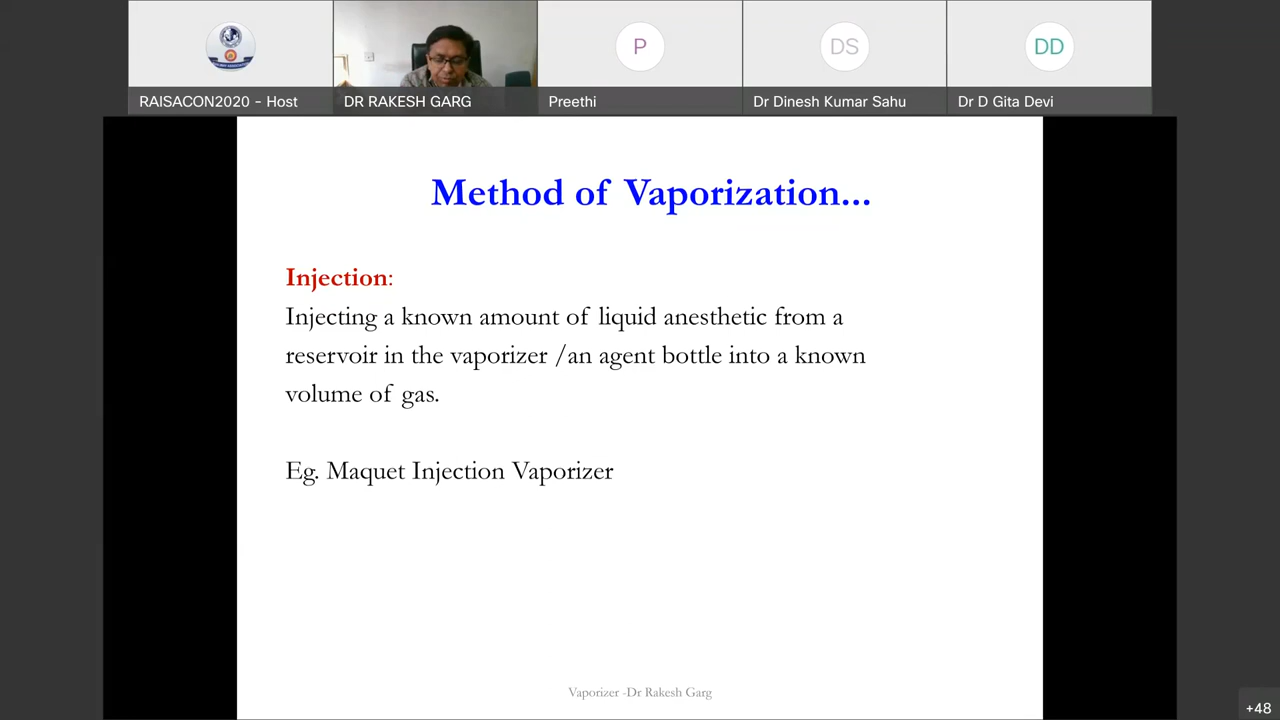 P
DS
DD
RAISACON2020 - Host
DR RAKESH GARG
Preethi
Dr Dinesh Kumar Sahu
Dr D Gita Devi
Method of Vaporization...
Injection:
Injecting a known amount of liquid anesthetic from a
reservoir in the vaporizer /an agent bottle into a known
volume of gas.
Eg. Maquet Injection Vaporizer
Vaporizer -Dr Rakesh Garg
+48